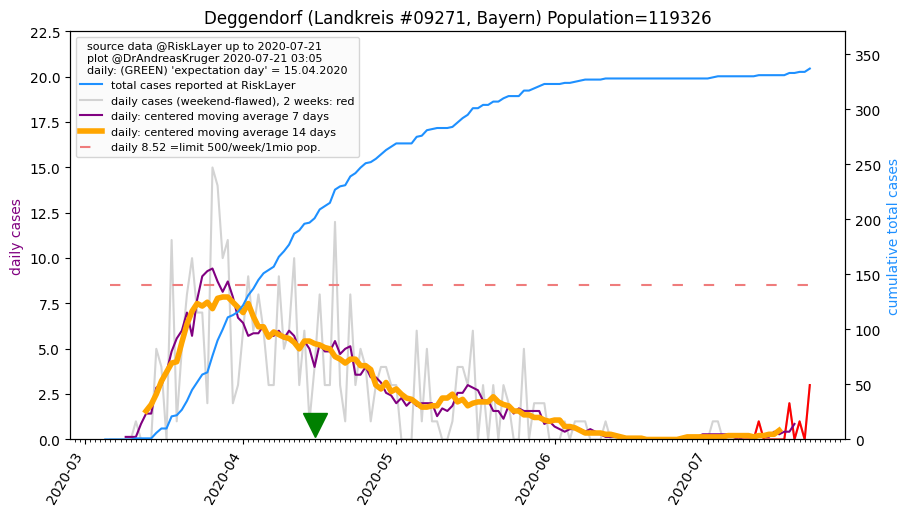 Deggendorf (Landkreis #09271, Bayern) Population=119326
source data @RiskLayer up to 2020-07-21
plot @DrAndreasKruger 2020-07-21 03:05
daily: (GREEN) 'expectation day' = 15.04.2020
total cases reported at RiskLayer
daily cases (weekend-flawed), 2 weeks: red
daily: centered moving average 7 days
daily: centered moving average 14 days
daily 8.52 =limit 500/week/1mio pop.
daily cases
22.5
20.0
17.5
15.0
12.5
10.0
7.5
5.0
2.5
0.0
350
300
250
200
150
100
50
0
cumulative total cases
2020-03
2020-04
2020-05
2020-06
2020-07